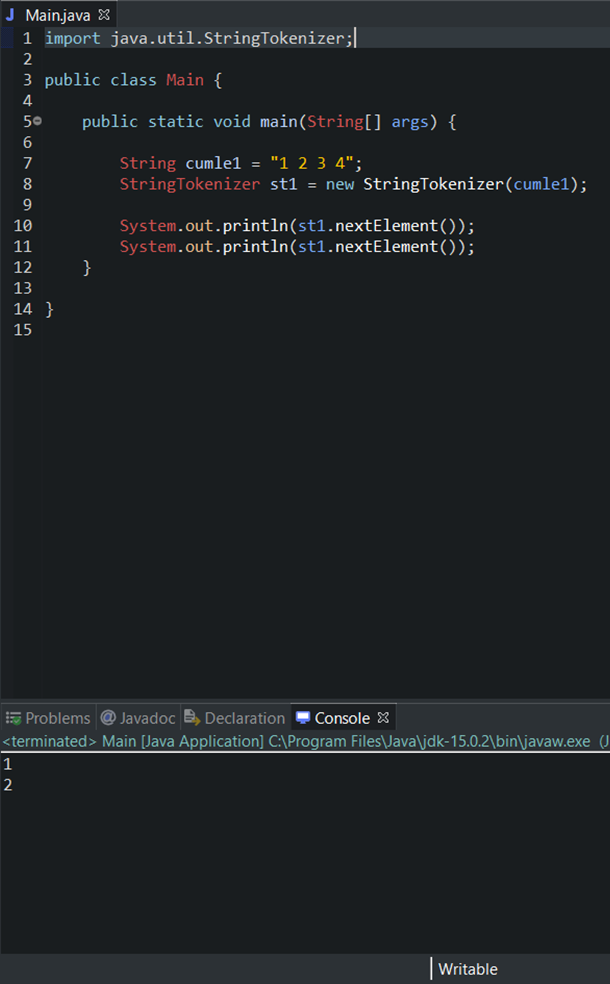 Main.java
1 import java.util.StringTokenizer;
2
3 public class Main {
4
5     public static void main(String[] args) {
6
7         String cumle1 = "1 2 3 4";
8         StringTokenizer st1 = new StringTokenizer(cumle1);
9
10         System.out.println(st1.nextElement());
11         System.out.println(st1.nextElement());
12     }
13
14 }
15
Problems @ Javadoc Declaration Console
<terminated> Main [Java Application] C:\Program Files\Java\jdk-15.0.2\bin\javaw.exe (J
1
2
Writable